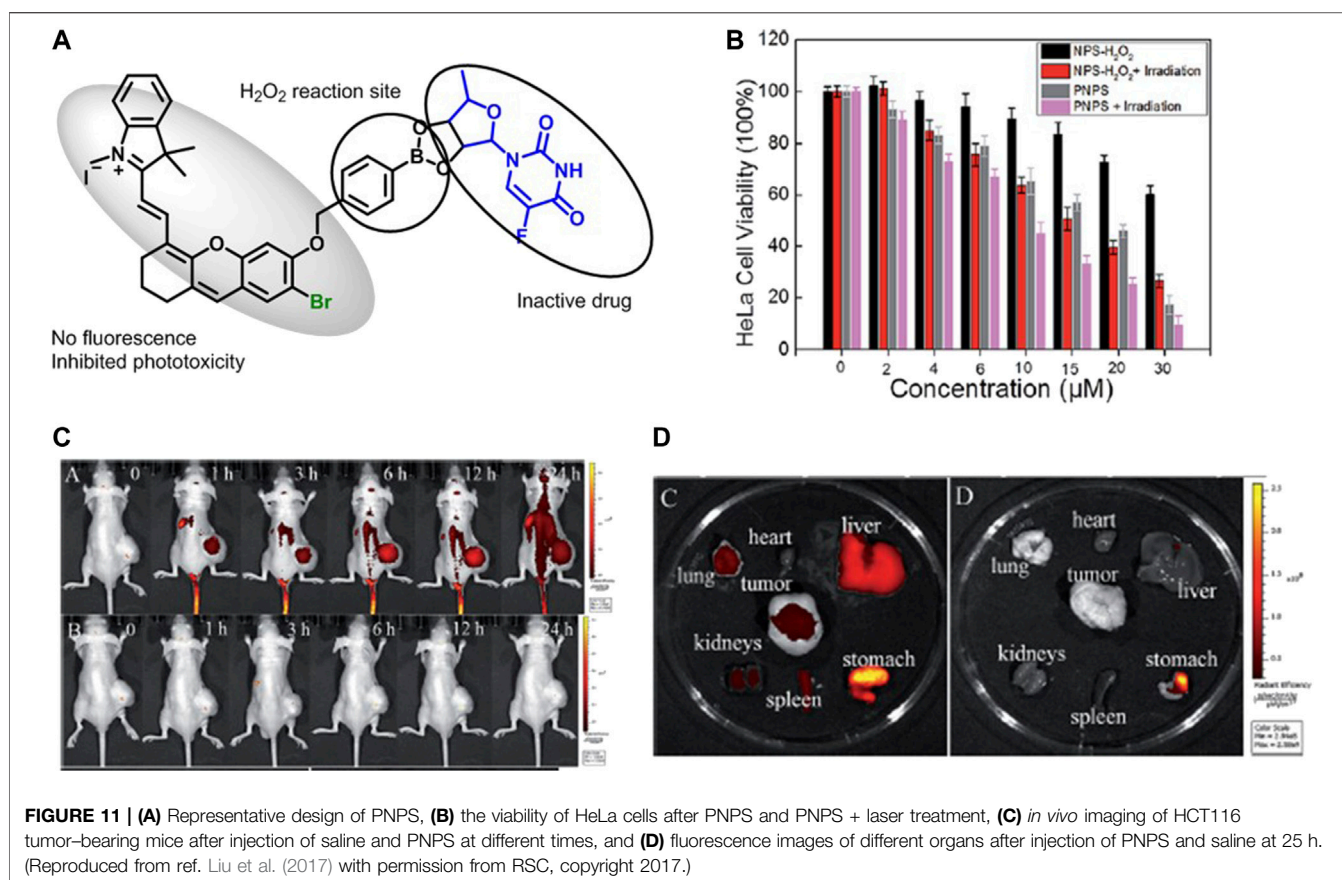 A
H₂O₂ reaction site
O
O
B
O
O
N
O
NH
O
F
N
+
I⁻
O
O
Br
Inactive drug
No fluorescence
Inhibited phototoxicity
B
NPS-H₂O₂
NPS-H₂O₂+ Irradiation
PNPS
PNPS + Irradiation
HeLa Cell Viability (100%)
120
100
80
60
40
20
0
0 2 4 6 10 15 20 30
Concentration (µM)
C
A 0 1 h 3 h 6 h 12 h 24 h
B 0 1 h 3 h 6 h 12 h 24 h
D
C
heart
liver
lung
tumor
kidneys
stomach
spleen
D
heart
lung
tumor
liver
kidneys
stomach
spleen
Radiant Efficiency
Color Scale
FIGURE 11 | (A) Representative design of PNPS, (B) the viability of HeLa cells after PNPS and PNPS + laser treatment, (C) in vivo imaging of HCT116
tumor–bearing mice after injection of saline and PNPS at different times, and (D) fluorescence images of different organs after injection of PNPS and saline at 25 h.
(Reproduced from ref. Liu et al. (2017) with permission from RSC, copyright 2017.)